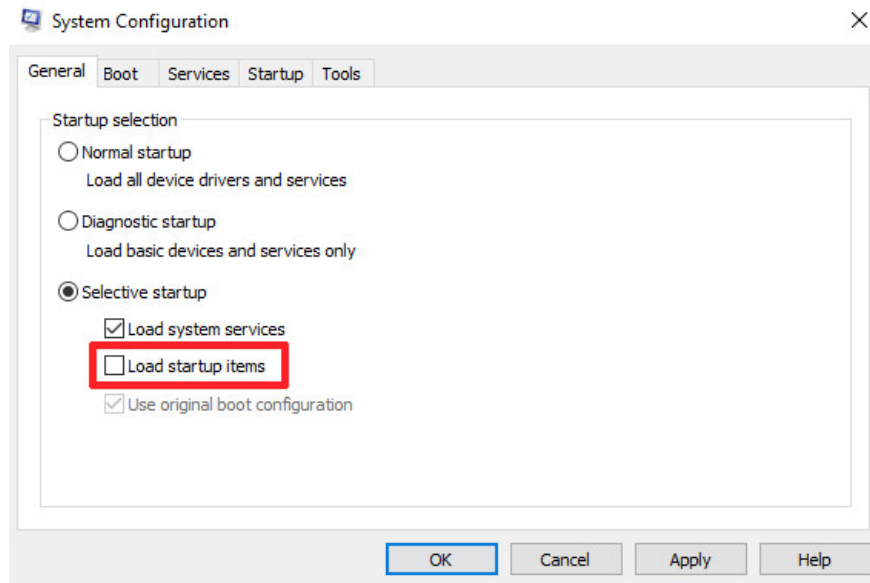 System Configuration
General Boot Services Startup Tools
Startup selection
Normal startup
Load all device drivers and services
Diagnostic startup
Load basic devices and services only
Selective startup
Load system services
Load startup items
Use original boot configuration
OK Cancel Apply Help